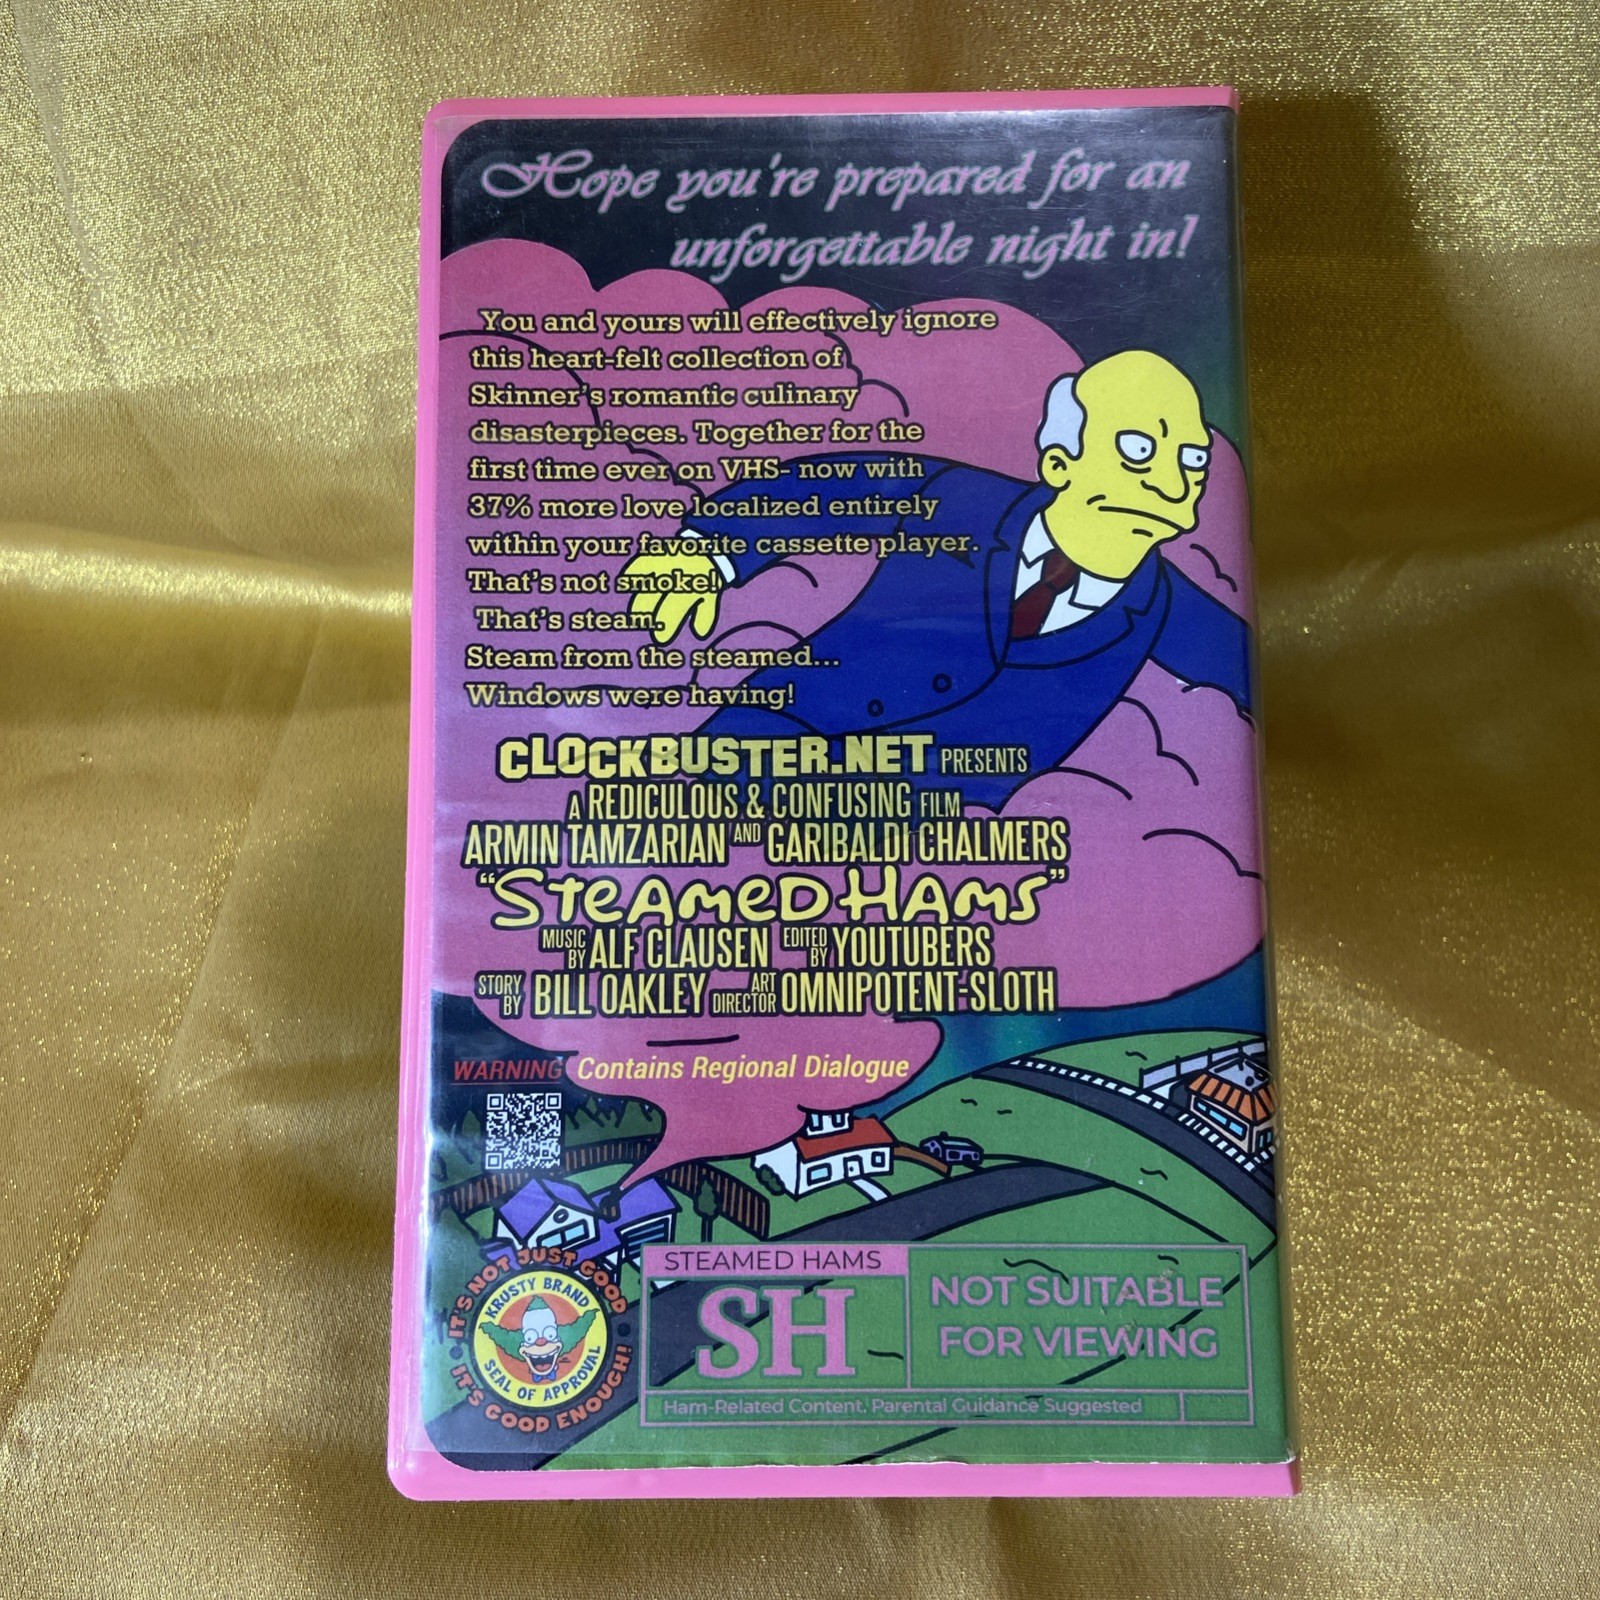 Hope you're prepared for an
unforgettable night in!
You and yours will effectively ignore
this heart-felt collection of
Skinner's romantic culinary
disasterpieces. Together for the
first time ever on VHS- now with
37% more love localized entirely
within your favorite cassette player.
That's not smoke!
That's steam.
Steam from the steamed...
Windows were having!
CLOCKBUSTER.NET PRESENTS
A REDICULOUS & CONFUSING FILM
ARMIN TAMZARIAN AND GARIBALDI CHALMERS
"STEAMED HAMS"
MUSIC BY ALF CLAUSEN EDITED BY YOUTUBERS
STORY BY BILL OAKLEY ART DIRECTOR OMNIPOTENT-SLOTH
WARNING Contains Regional Dialogue
IT'S NOT JUST GOOD
IT'S GOOD ENOUGH!
KRUSTY BRAND
SEAL OF APPROVAL
STEAMED HAMS
SH
NOT SUITABLE
FOR VIEWING
Ham-Related Content. Parental Guidance Suggested